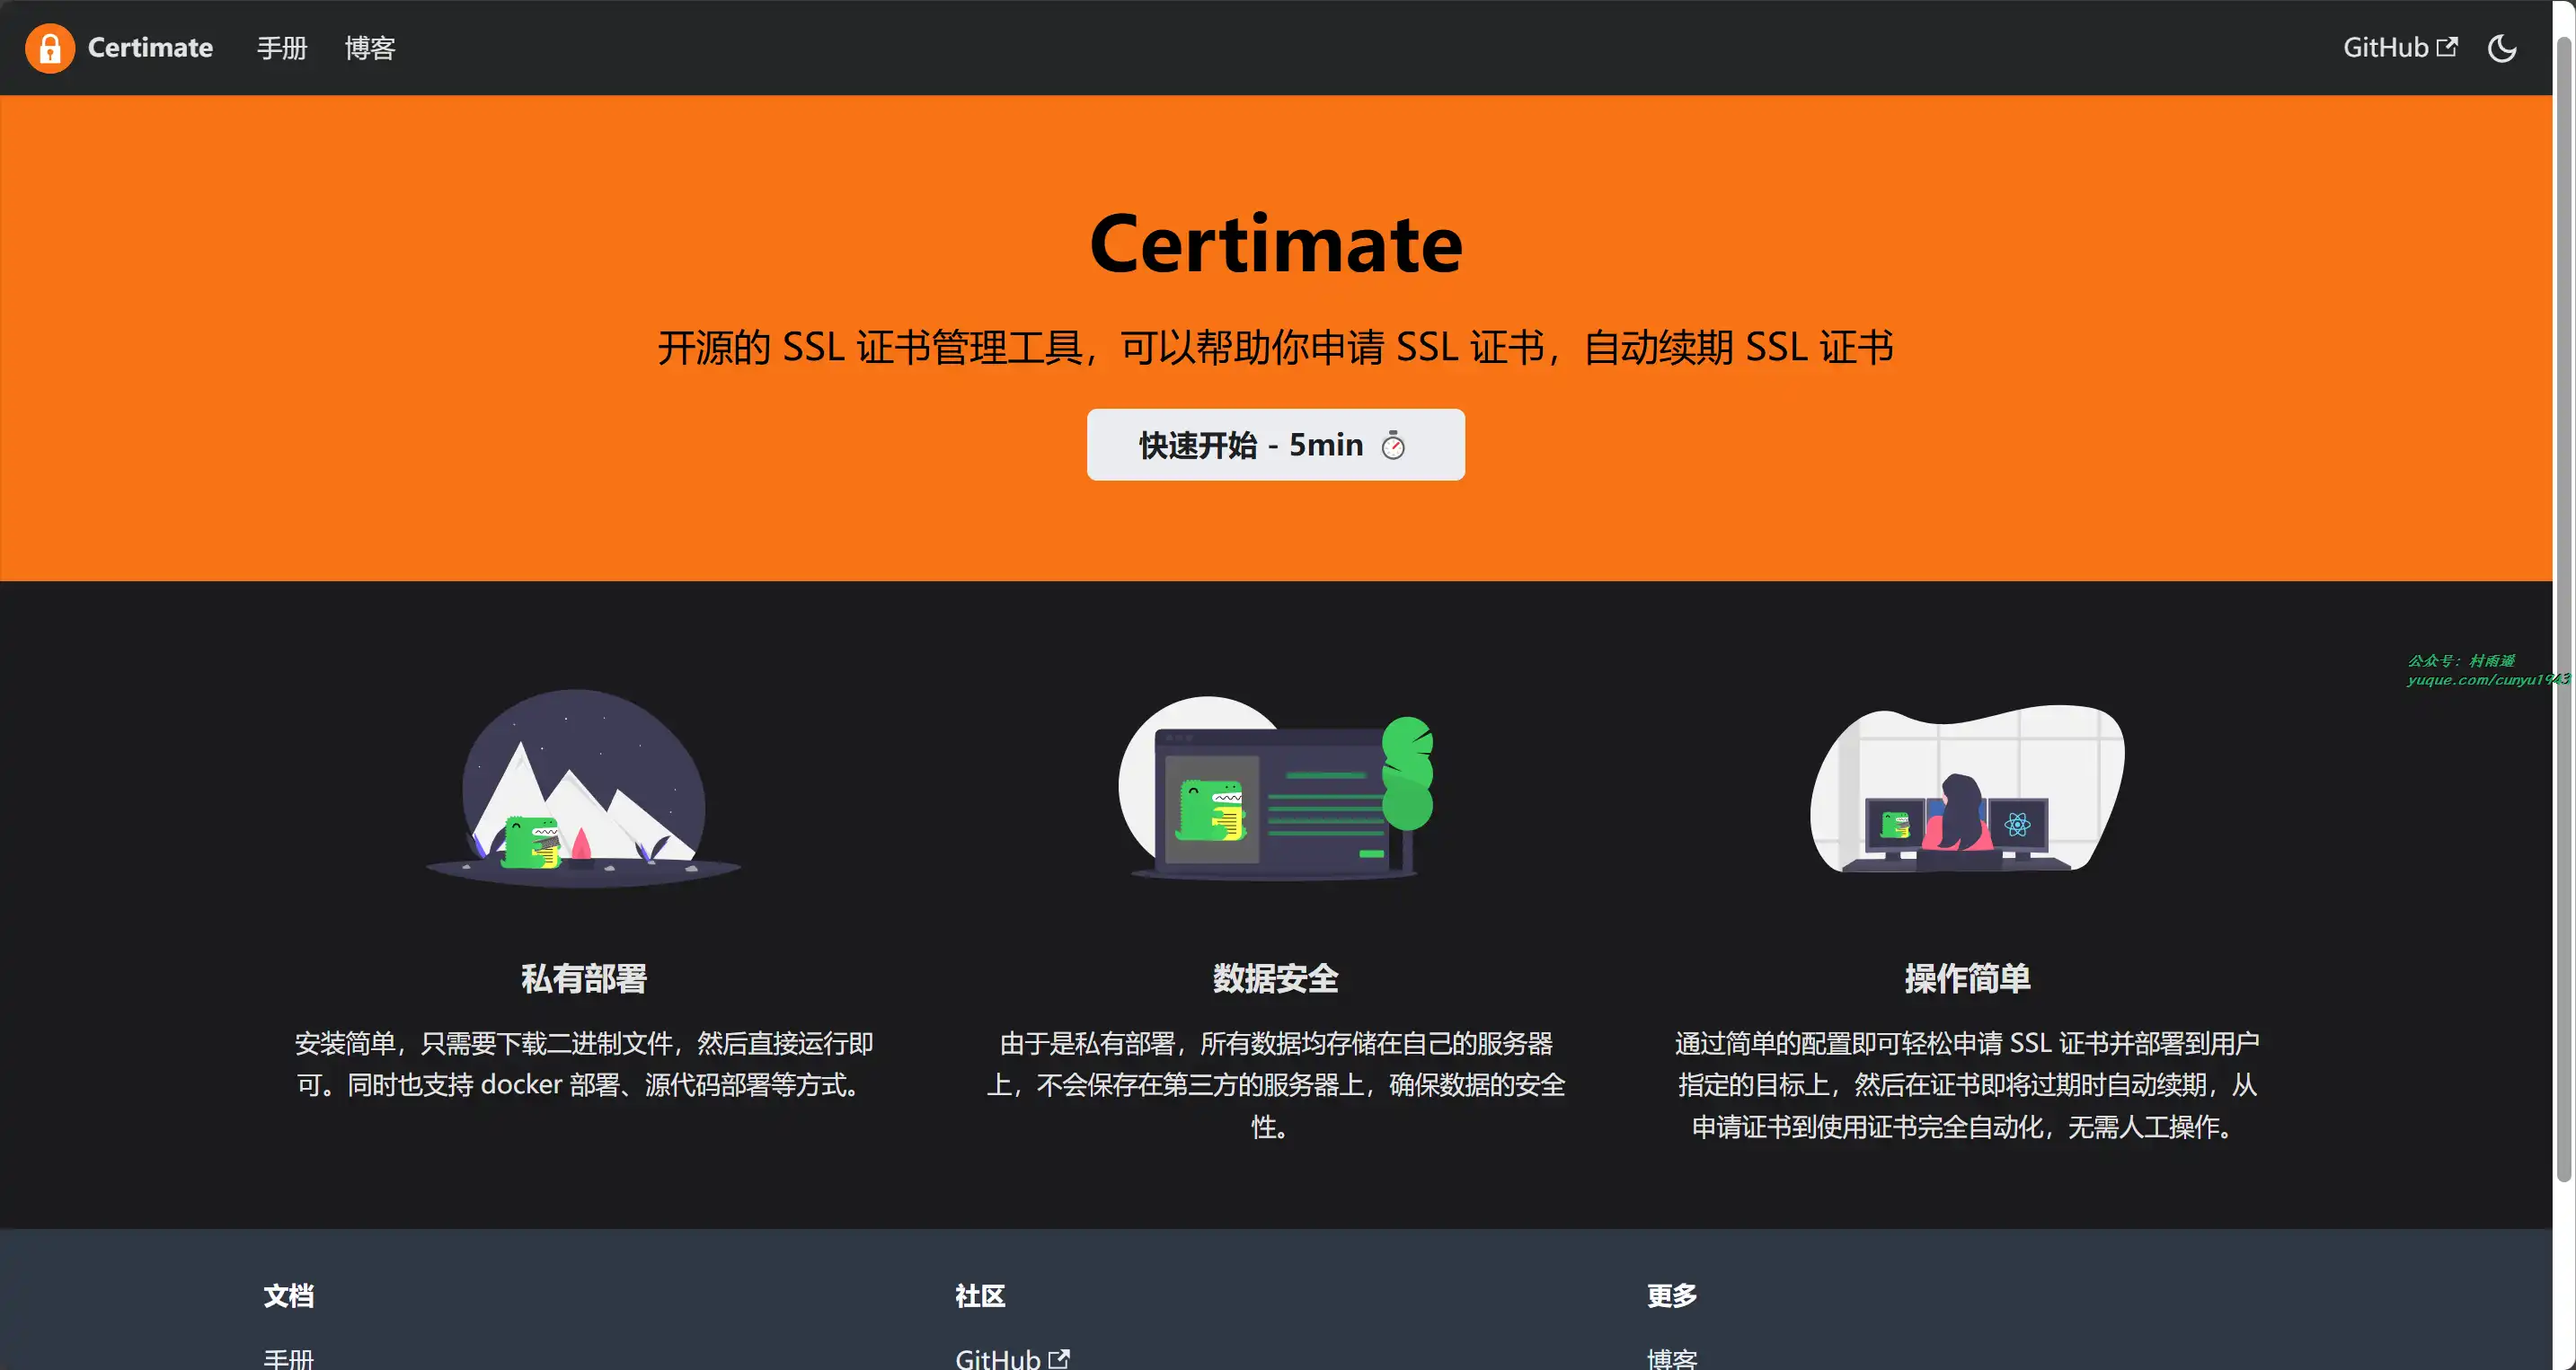 Certimate 手册 博客 GitHub
Certimate
开源的 SSL 证书管理工具，可以帮助你申请 SSL 证书，自动续期 SSL 证书
快速开始 - 5min ⏱️
公众号：村雨遥
yuque.com/cunyu1943
私有部署
安装简单，只需要下载二进制文件，然后直接运行即
可。同时也支持 docker 部署、源代码部署等方式。
数据安全
由于是私有部署，所有数据均存储在自己的服务器
上，不会保存在第三方的服务器上，确保数据的安全
性。
操作简单
通过简单的配置即可轻松申请 SSL 证书并部署到用户
指定的目标上，然后在证书即将过期时自动续期，从
申请证书到使用证书完全自动化，无需人工操作。
文档
手册
社区
GitHub
更多
博客